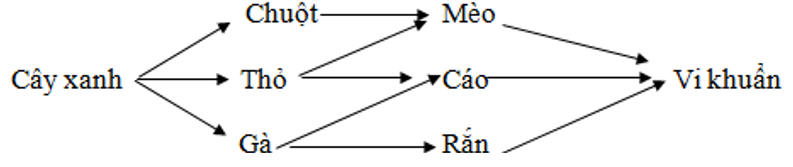 Chuột Mèo
Cây xanh Thỏ Cáo Vi khuẩn
Gà Rắn